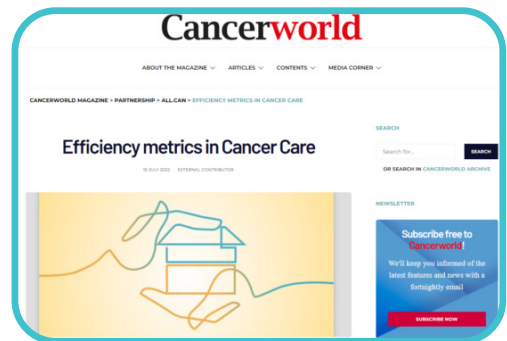 Cancerworld
ABOUT THE MAGAZINE ARTICLES CONTENTS MEDIA CORNER
CANCERWORLD MAGAZINE > PARTNERSHIP > ALL.CAN > EFFICIENCY METRICS IN CANCER CARE
SEARCH
Efficiency metrics in Cancer Care
Search for...
SEARCH
15 JULY 2022 EXTERNAL CONTRIBUTOR
OR SEARCH IN CANCERWORLD ARCHIVE
NEWSLETTER
Subscribe free to
Cancerworld!
We'll keep you informed of the
latest features and news with a
fortnightly email
SUBSCRIBE NOW